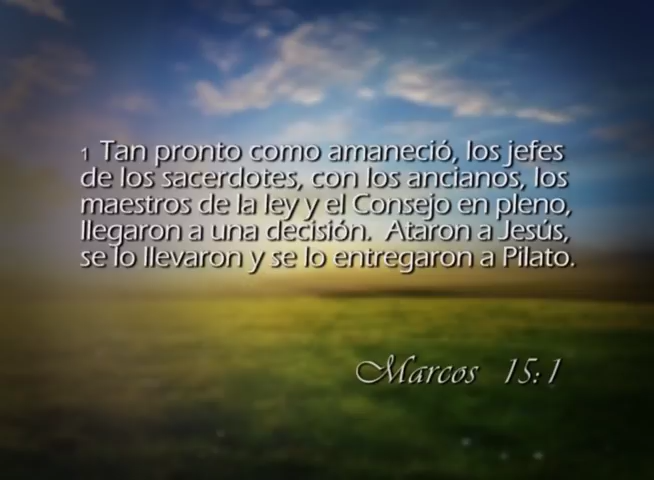 1 Tan pronto como amaneció, los jefes
de los sacerdotes, con los ancianos, los
maestros de la ley y el Consejo en pleno,
llegaron a una decisión. Ataron a Jesús,
se lo llevaron y se lo entregaron a Pilato.
Marcos 15:1